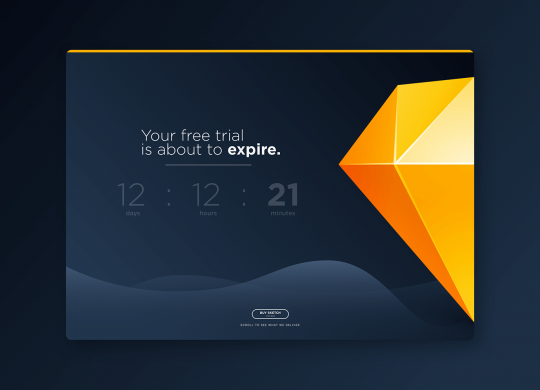 Your free trial
is about to expire.
12 : 12 : 21
days hours minutes
BUY SKETCH
SCROLL TO SEE WHAT WE DELIVER